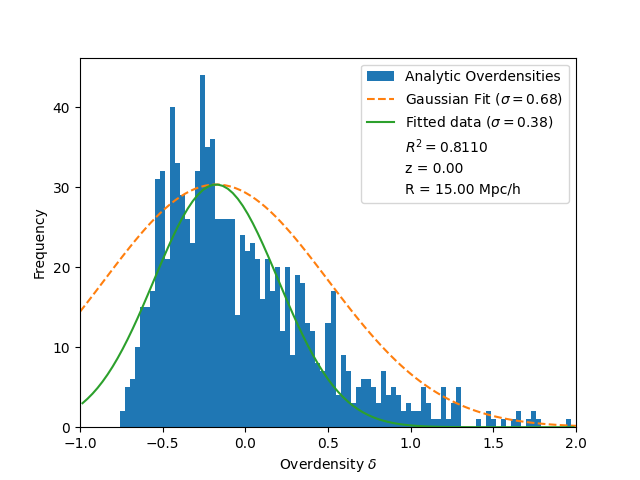 Analytic Overdensities
Gaussian Fit (σ = 0.68)
Fitted data (σ = 0.38)
R² = 0.8110
z = 0.00
R = 15.00 Mpc/h
Frequency
40
30
20
10
0
−1.0 −0.5 0.0 0.5 1.0 1.5 2.0
Overdensity δ